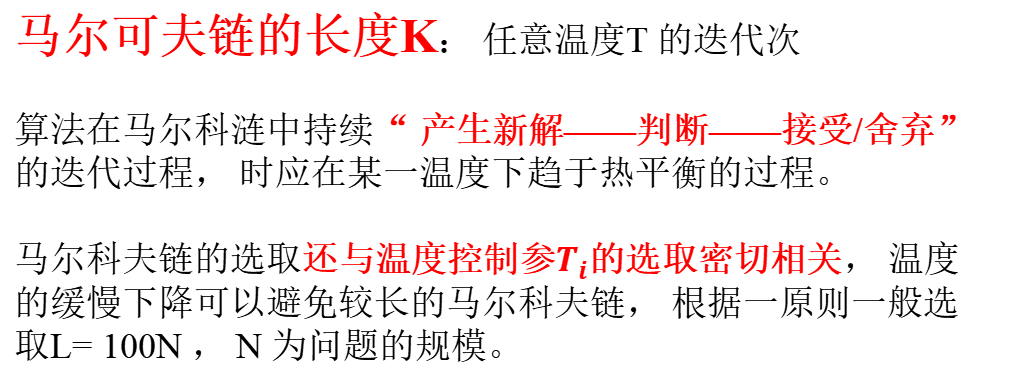 马尔可夫链的长度K： 任意温度T 的迭代次
算法在马尔科涟中持续“ 产生新解——判断——接受/舍弃”
的迭代过程， 时应在某一温度下趋于热平衡的过程。
马尔科夫链的选取还与温度控制参Tᵢ的选取密切相关， 温度
的缓慢下降可以避免较长的马尔科夫链， 根据一原则一般选
取L= 100N ， N 为问题的规模。